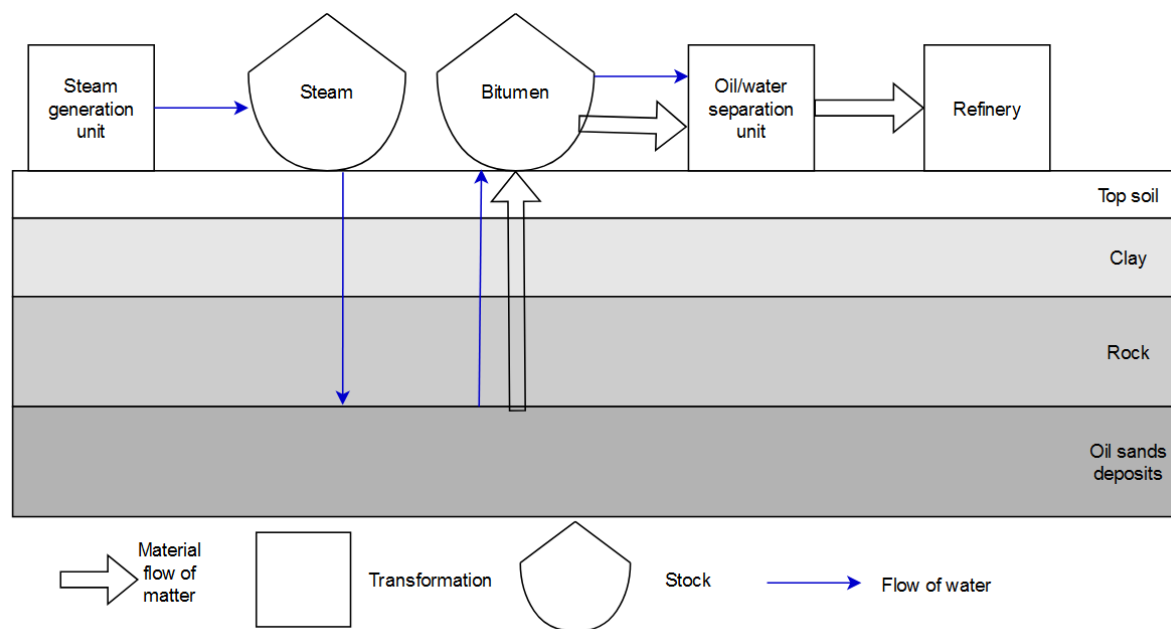 Steam
generation
unit
Steam
Bitumen
Oil/water
separation
unit
Refinery
Top soil
Clay
Rock
Oil sands
deposits
Material
flow of
matter
Transformation
Stock
Flow of water